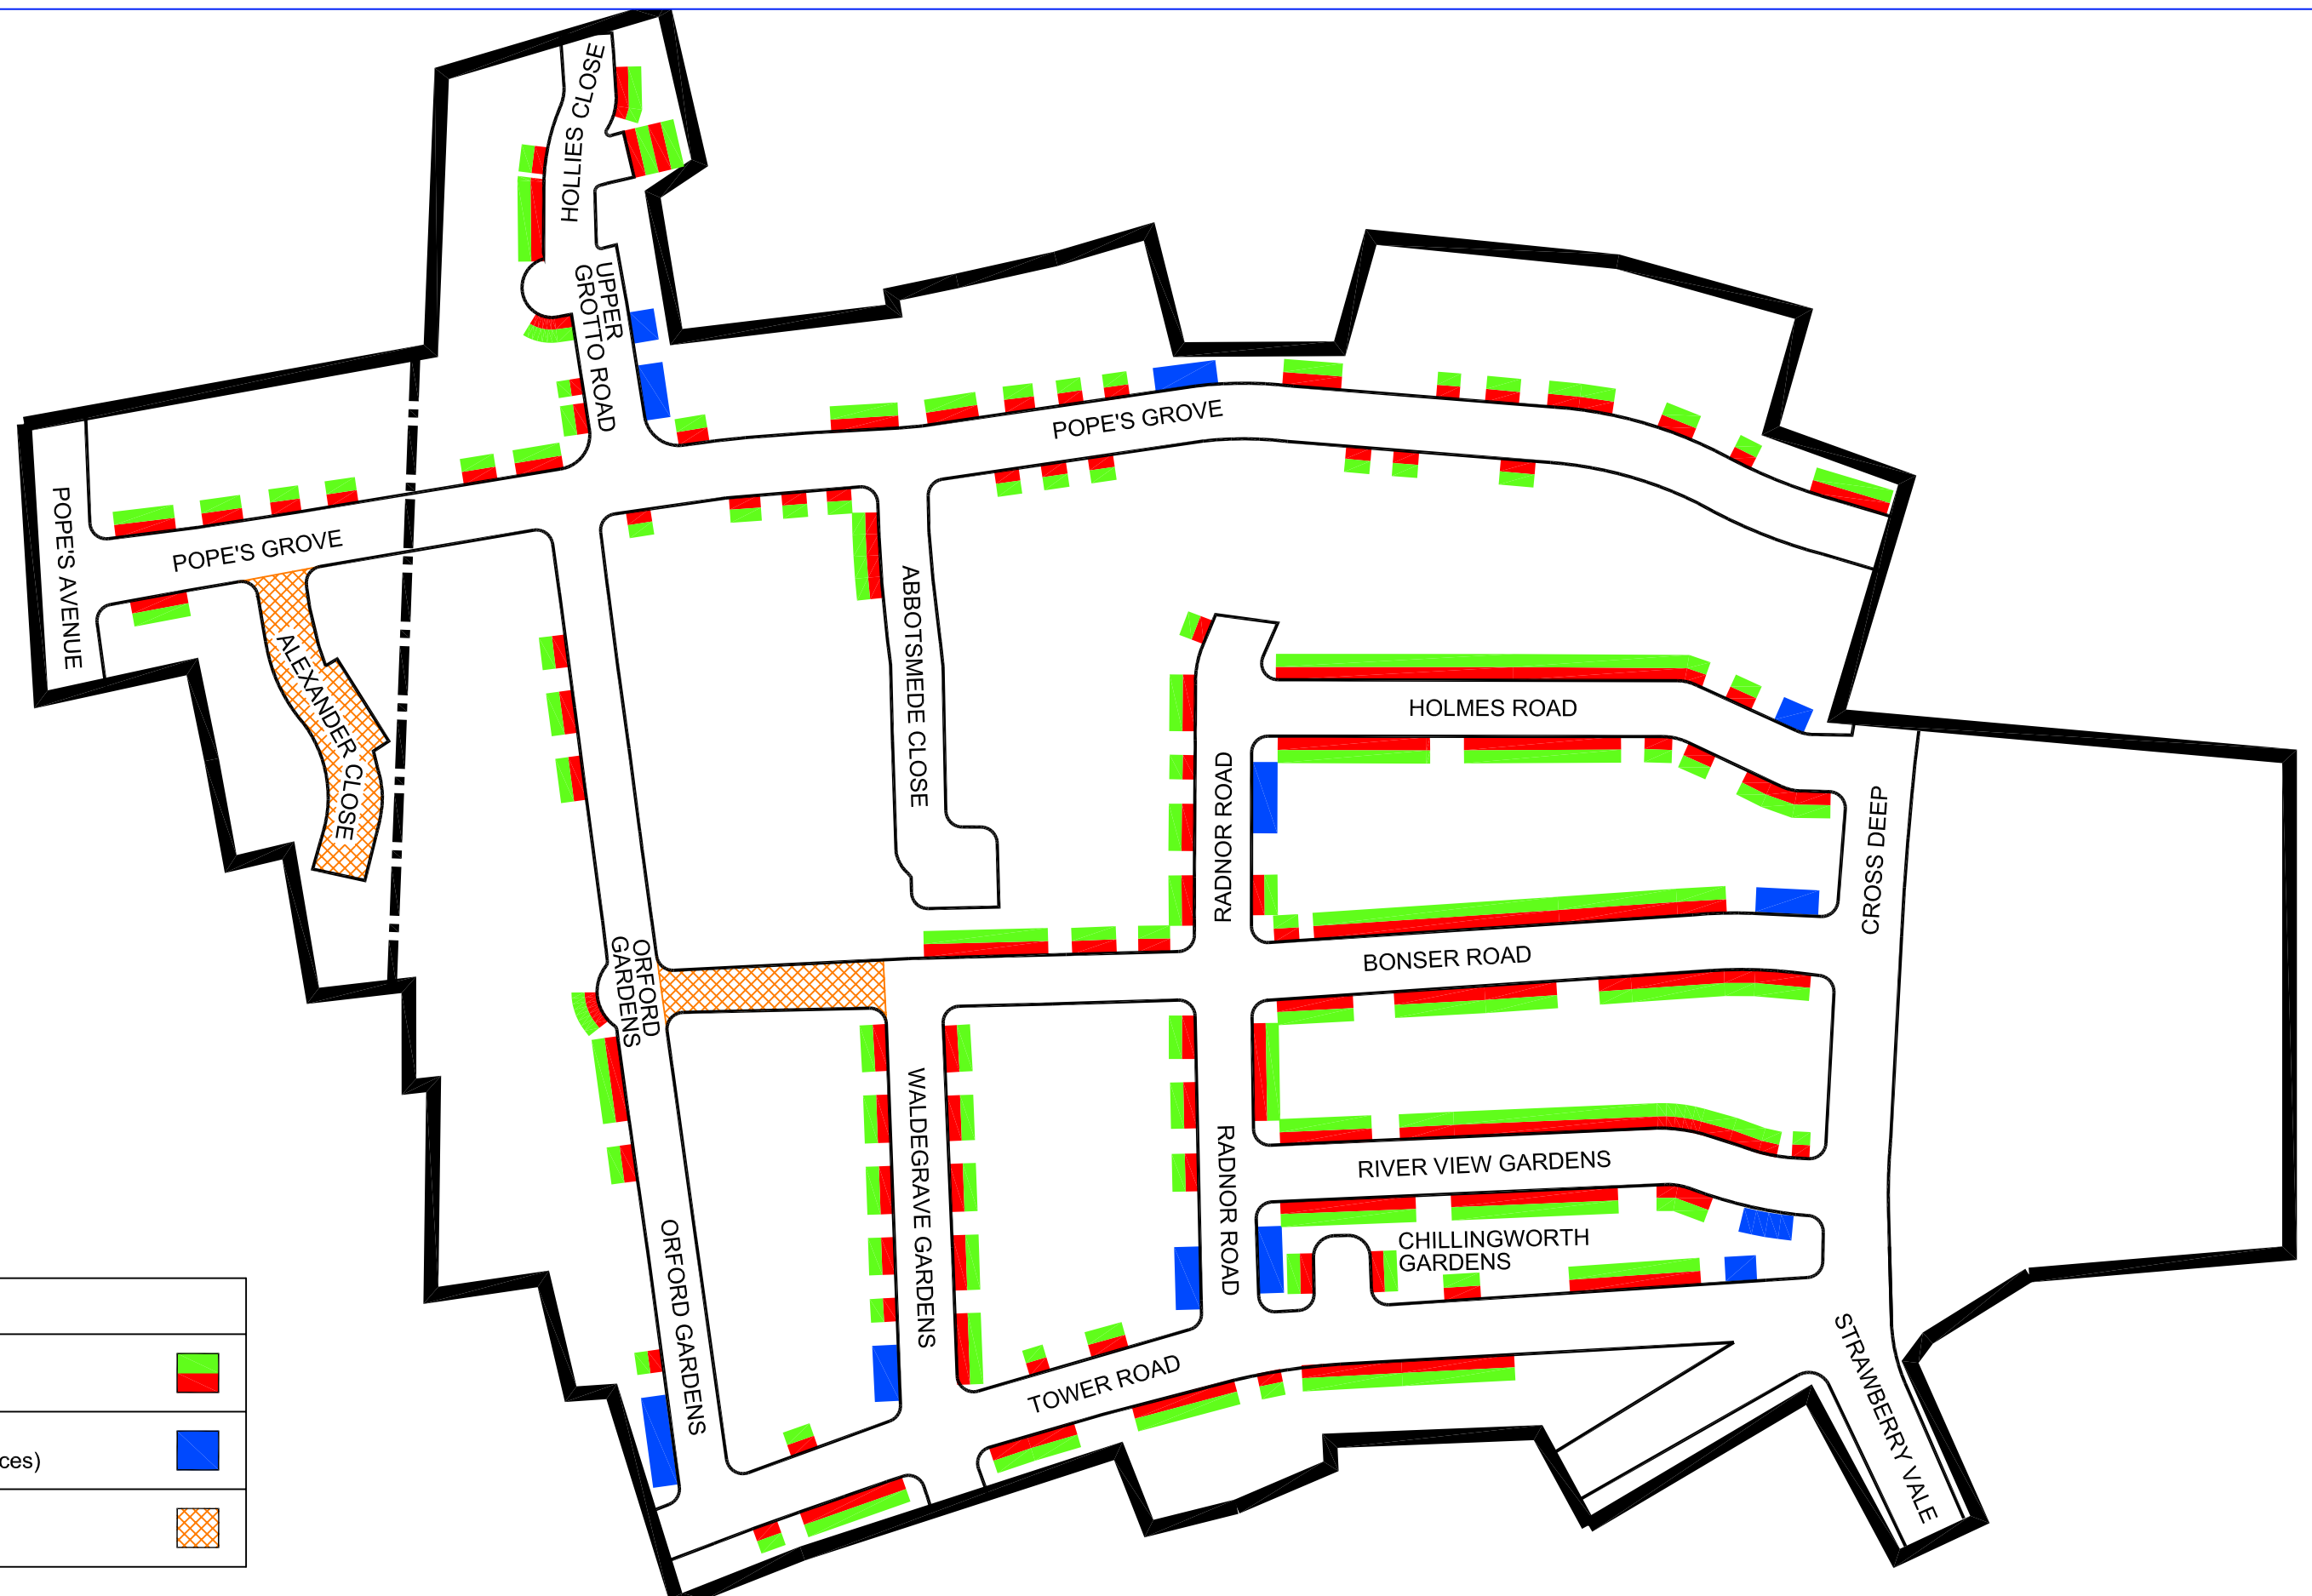 HOLLIES CLOSE
UPPER
GROTTO ROAD
POPE'S GROVE
POPE'S AVENUE
POPE'S GROVE
ALEXANDER CLOSE
ABBOTSMEDE CLOSE
HOLMES ROAD
RADNOR ROAD
CROSS DEEP
ORFORD
GARDENS
BONSER ROAD
WALDEGRAVE GARDENS
RADNOR ROAD
RIVER VIEW GARDENS
CHILLINGWORTH
GARDENS
ORFORD GARDENS
TOWER ROAD
STRAWBERRY VALE
ces)